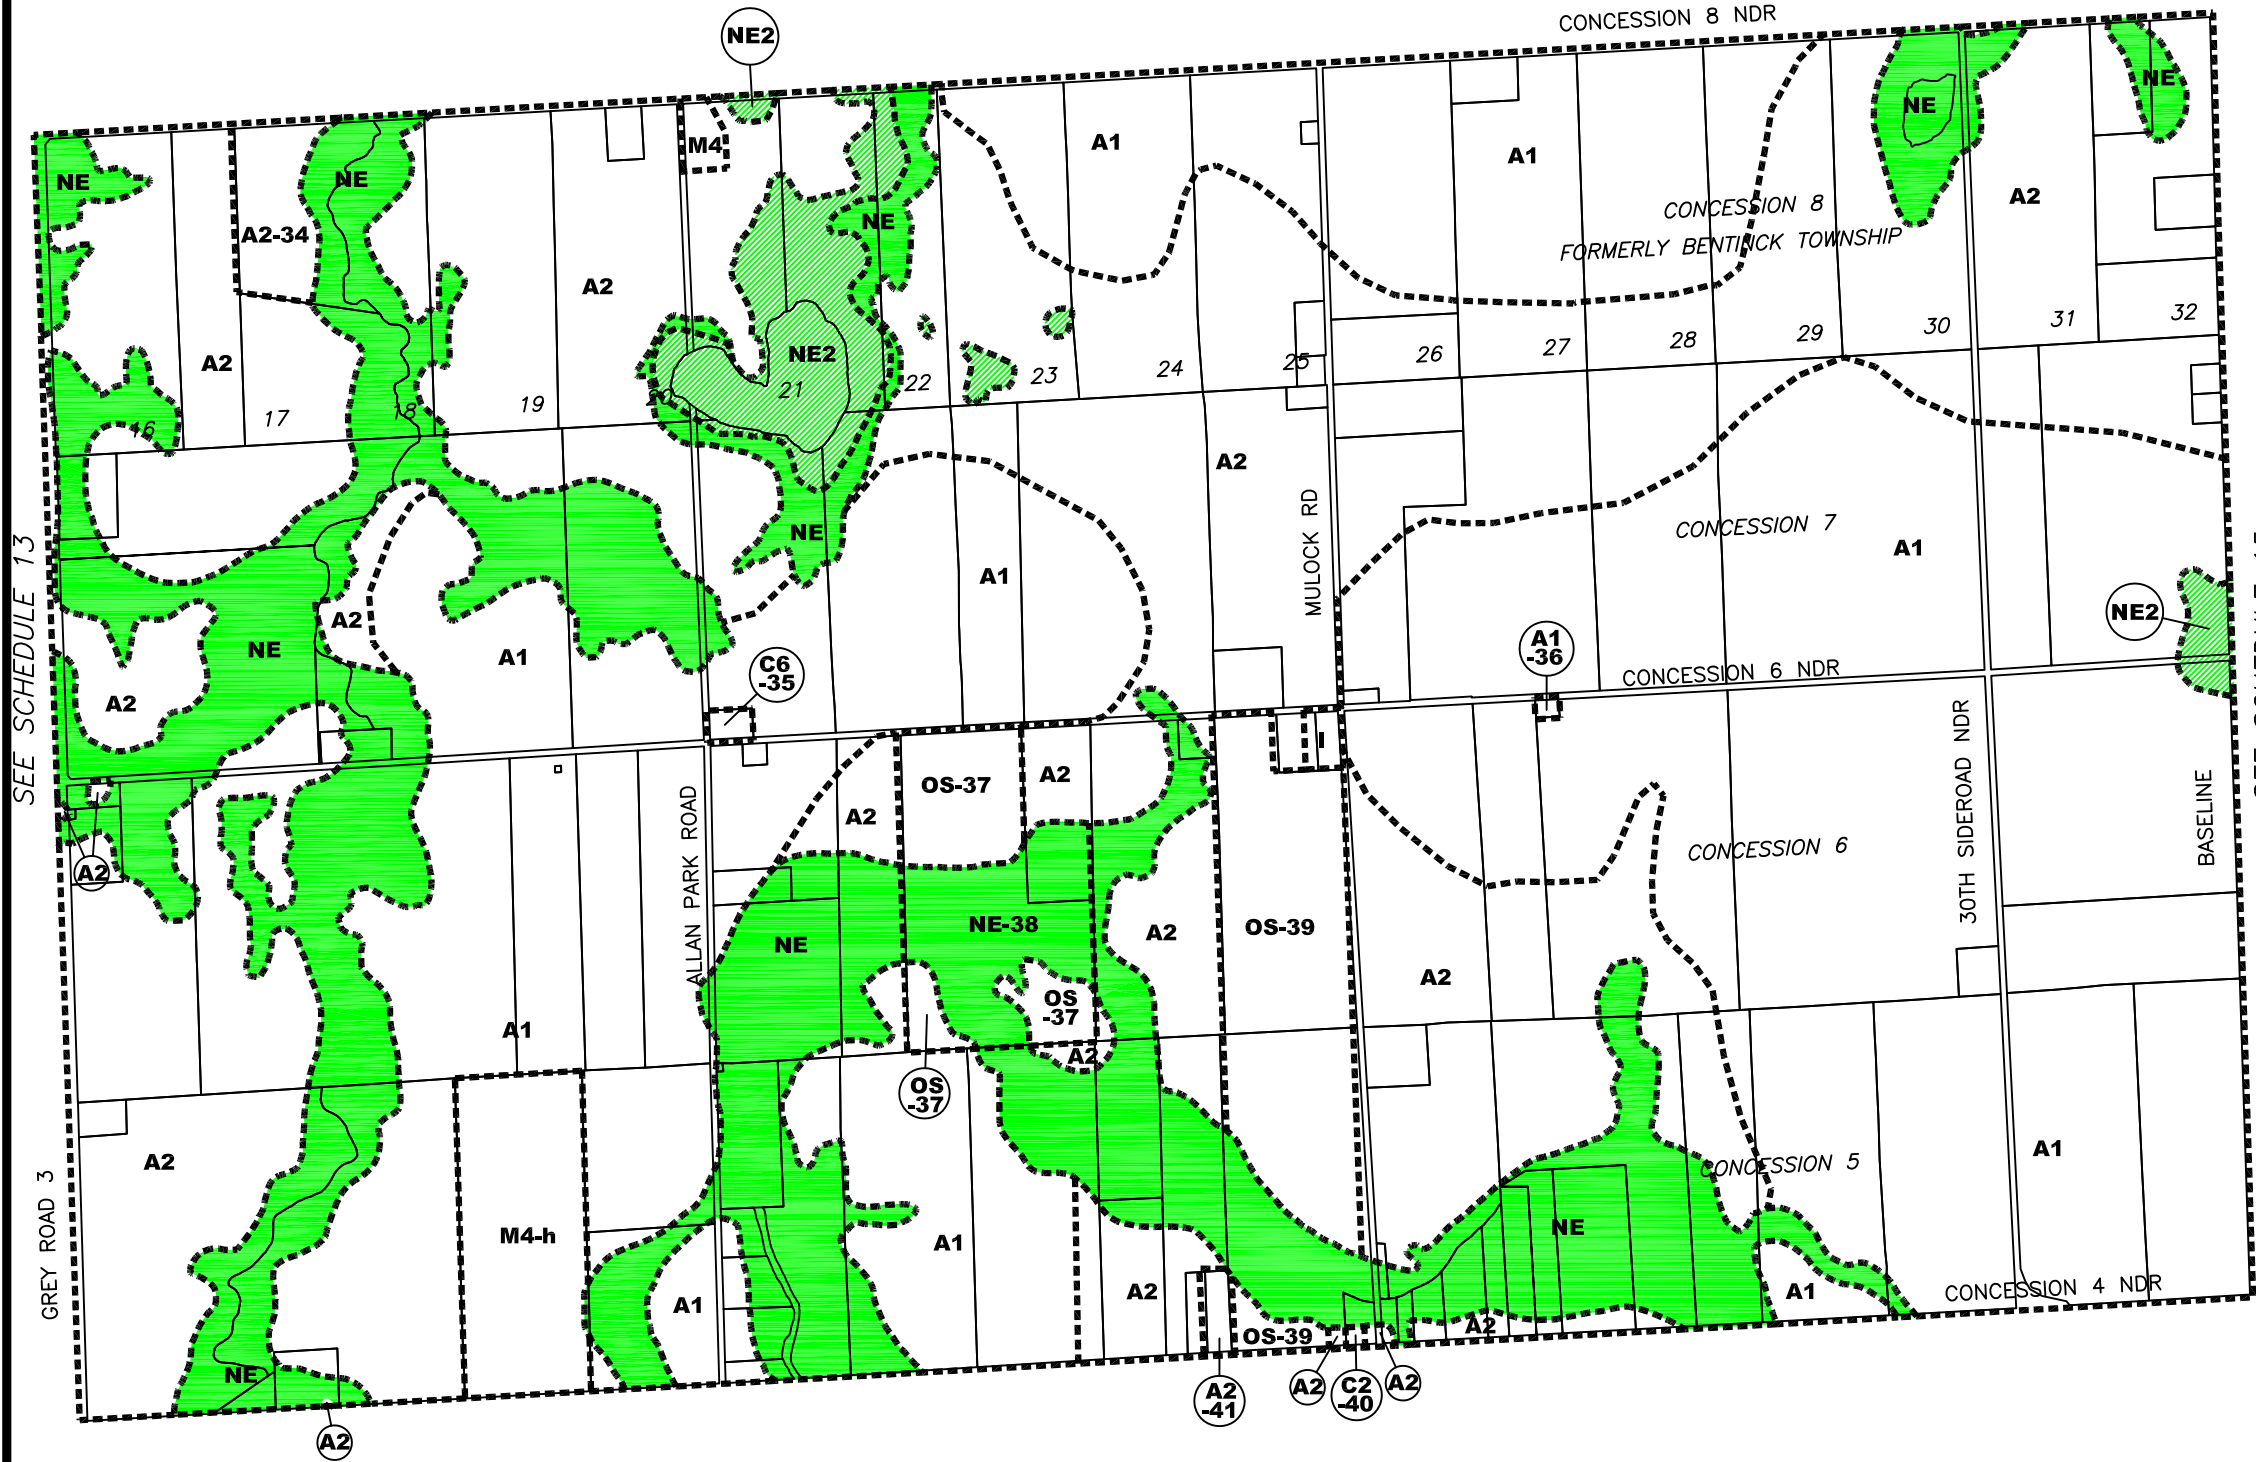 CONCESSION 8 NDR
NE2
NE
NE
M4
A1
A1
NE
NE
NE
A2-34
NE
CONCESSION 8
FORMERLY BENTINCK TOWNSHIP
A2
A2
A2
NE2
16
17
18
19
21
22
23
24
25
26
27
28
29
30
31
32
SEE SCHEDULE 13
NE
A2
MULOCK RD
CONCESSION 7
A1
A1
NE2
A2
NE
A1
A2
C6
-35
A1
-36
CONCESSION 6 NDR
OS-37
A2
A2
A2
ALLAN PARK ROAD
CONCESSION 6
30TH SIDEROAD NDR
BASELINE
NE
NE-38
A2
OS-39
A2
OS
-37
A1
A2
OS
-37
A2
M4-h
A1
CONCESSION 5
A1
NE
GREY ROAD 3
A1
A2
A1
CONCESSION 4 NDR
OS-39
A2
NE
A2
A2
-41
A2
C2
-40
A2